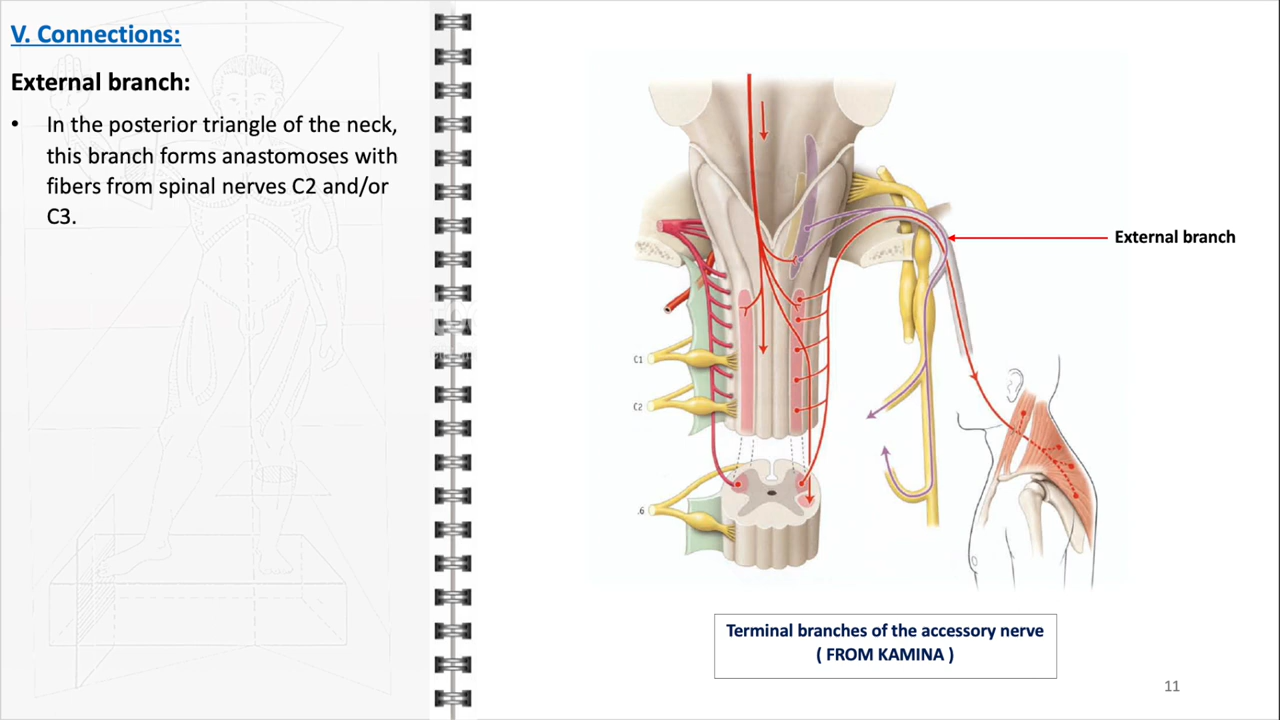 V. Connections:
External branch:
• In the posterior triangle of the neck,
this branch forms anastomoses with
fibers from spinal nerves C2 and/or
C3.
External branch
C1
C2
.6
Terminal branches of the accessory nerve
( FROM KAMINA )
11